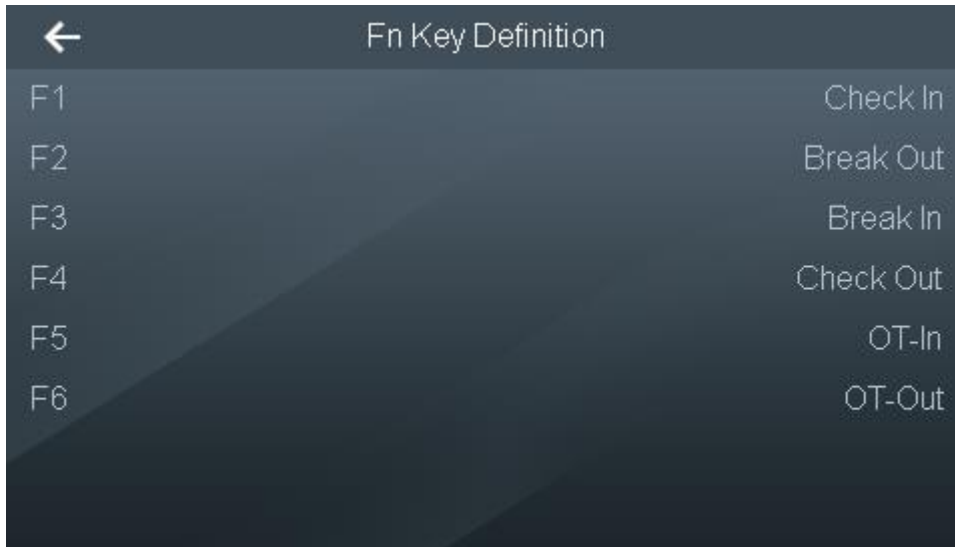 Fn Key Definition
F1 Check In
F2 Break Out
F3 Break In
F4 Check Out
F5 OT-In
F6 OT-Out